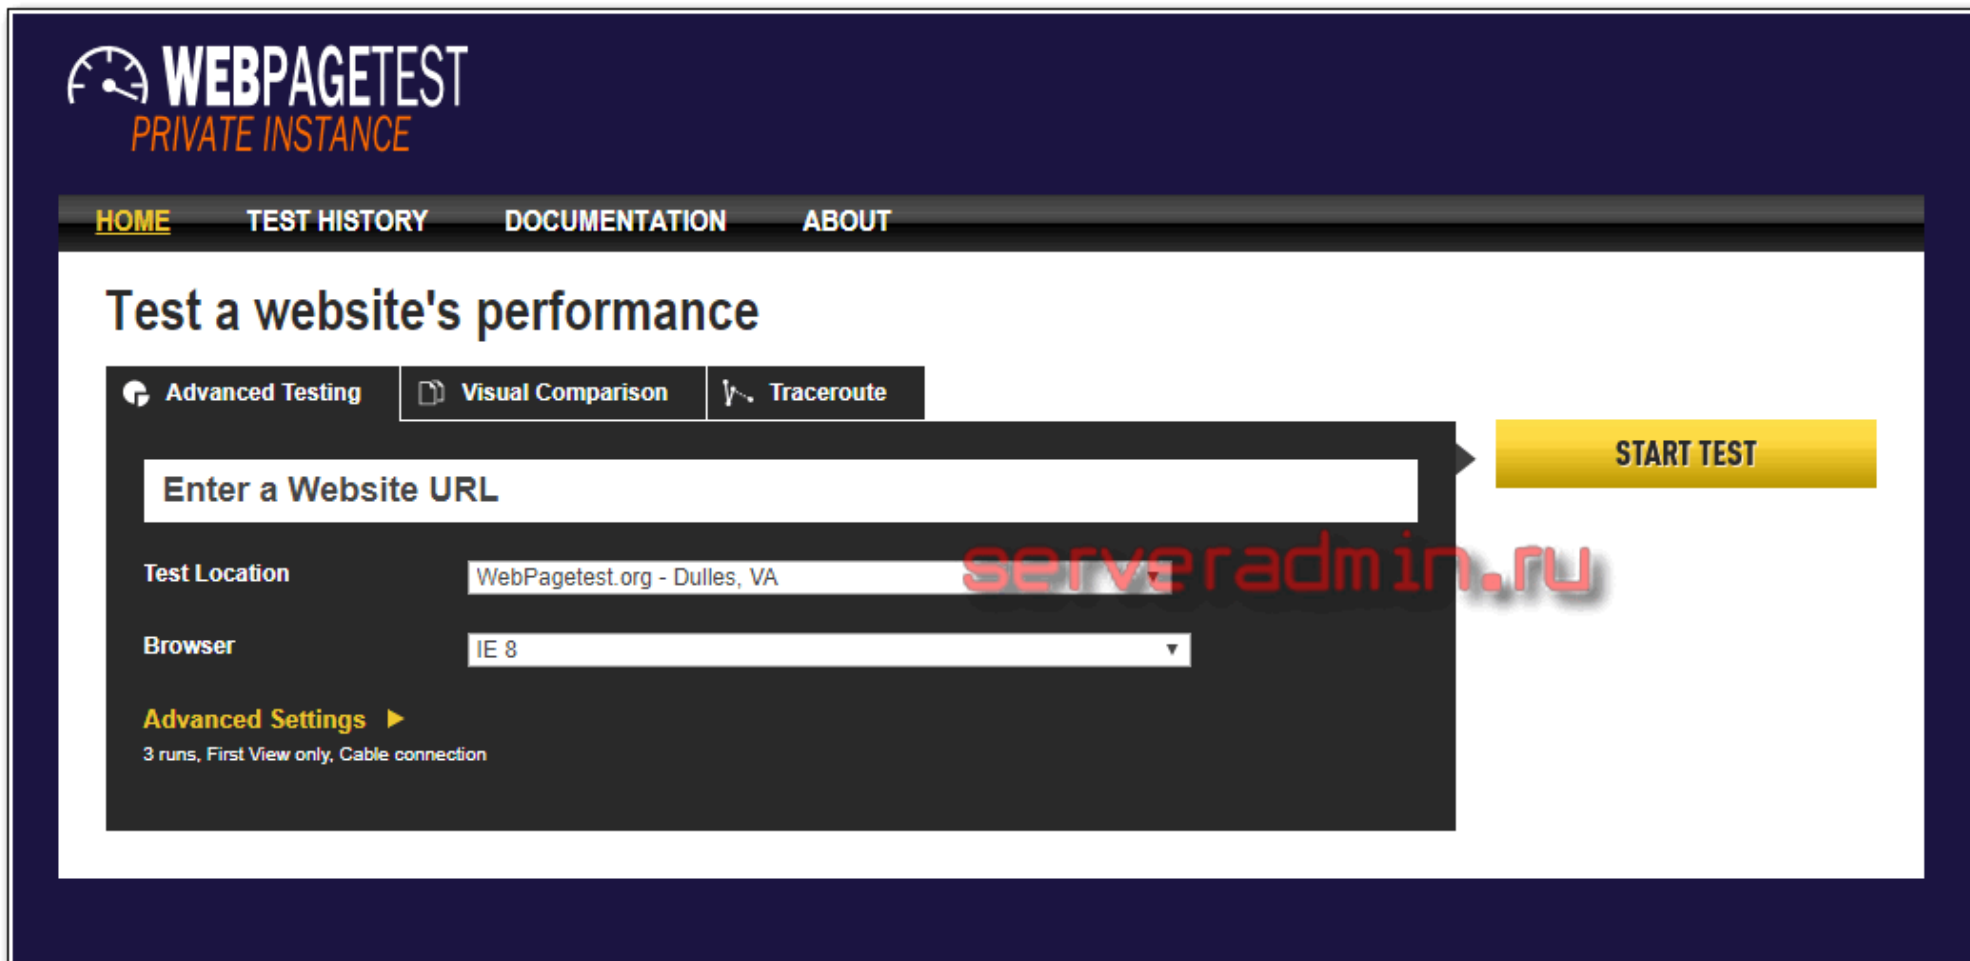 WEBPAGETEST
PRIVATE INSTANCE
HOME TEST HISTORY DOCUMENTATION ABOUT
Test a website's performance
Advanced Testing Visual Comparison Traceroute
START TEST
Enter a Website URL
serveradmin.ru
Test Location WebPagetest.org - Dulles, VA
Browser IE 8
Advanced Settings
3 runs, First View only, Cable connection